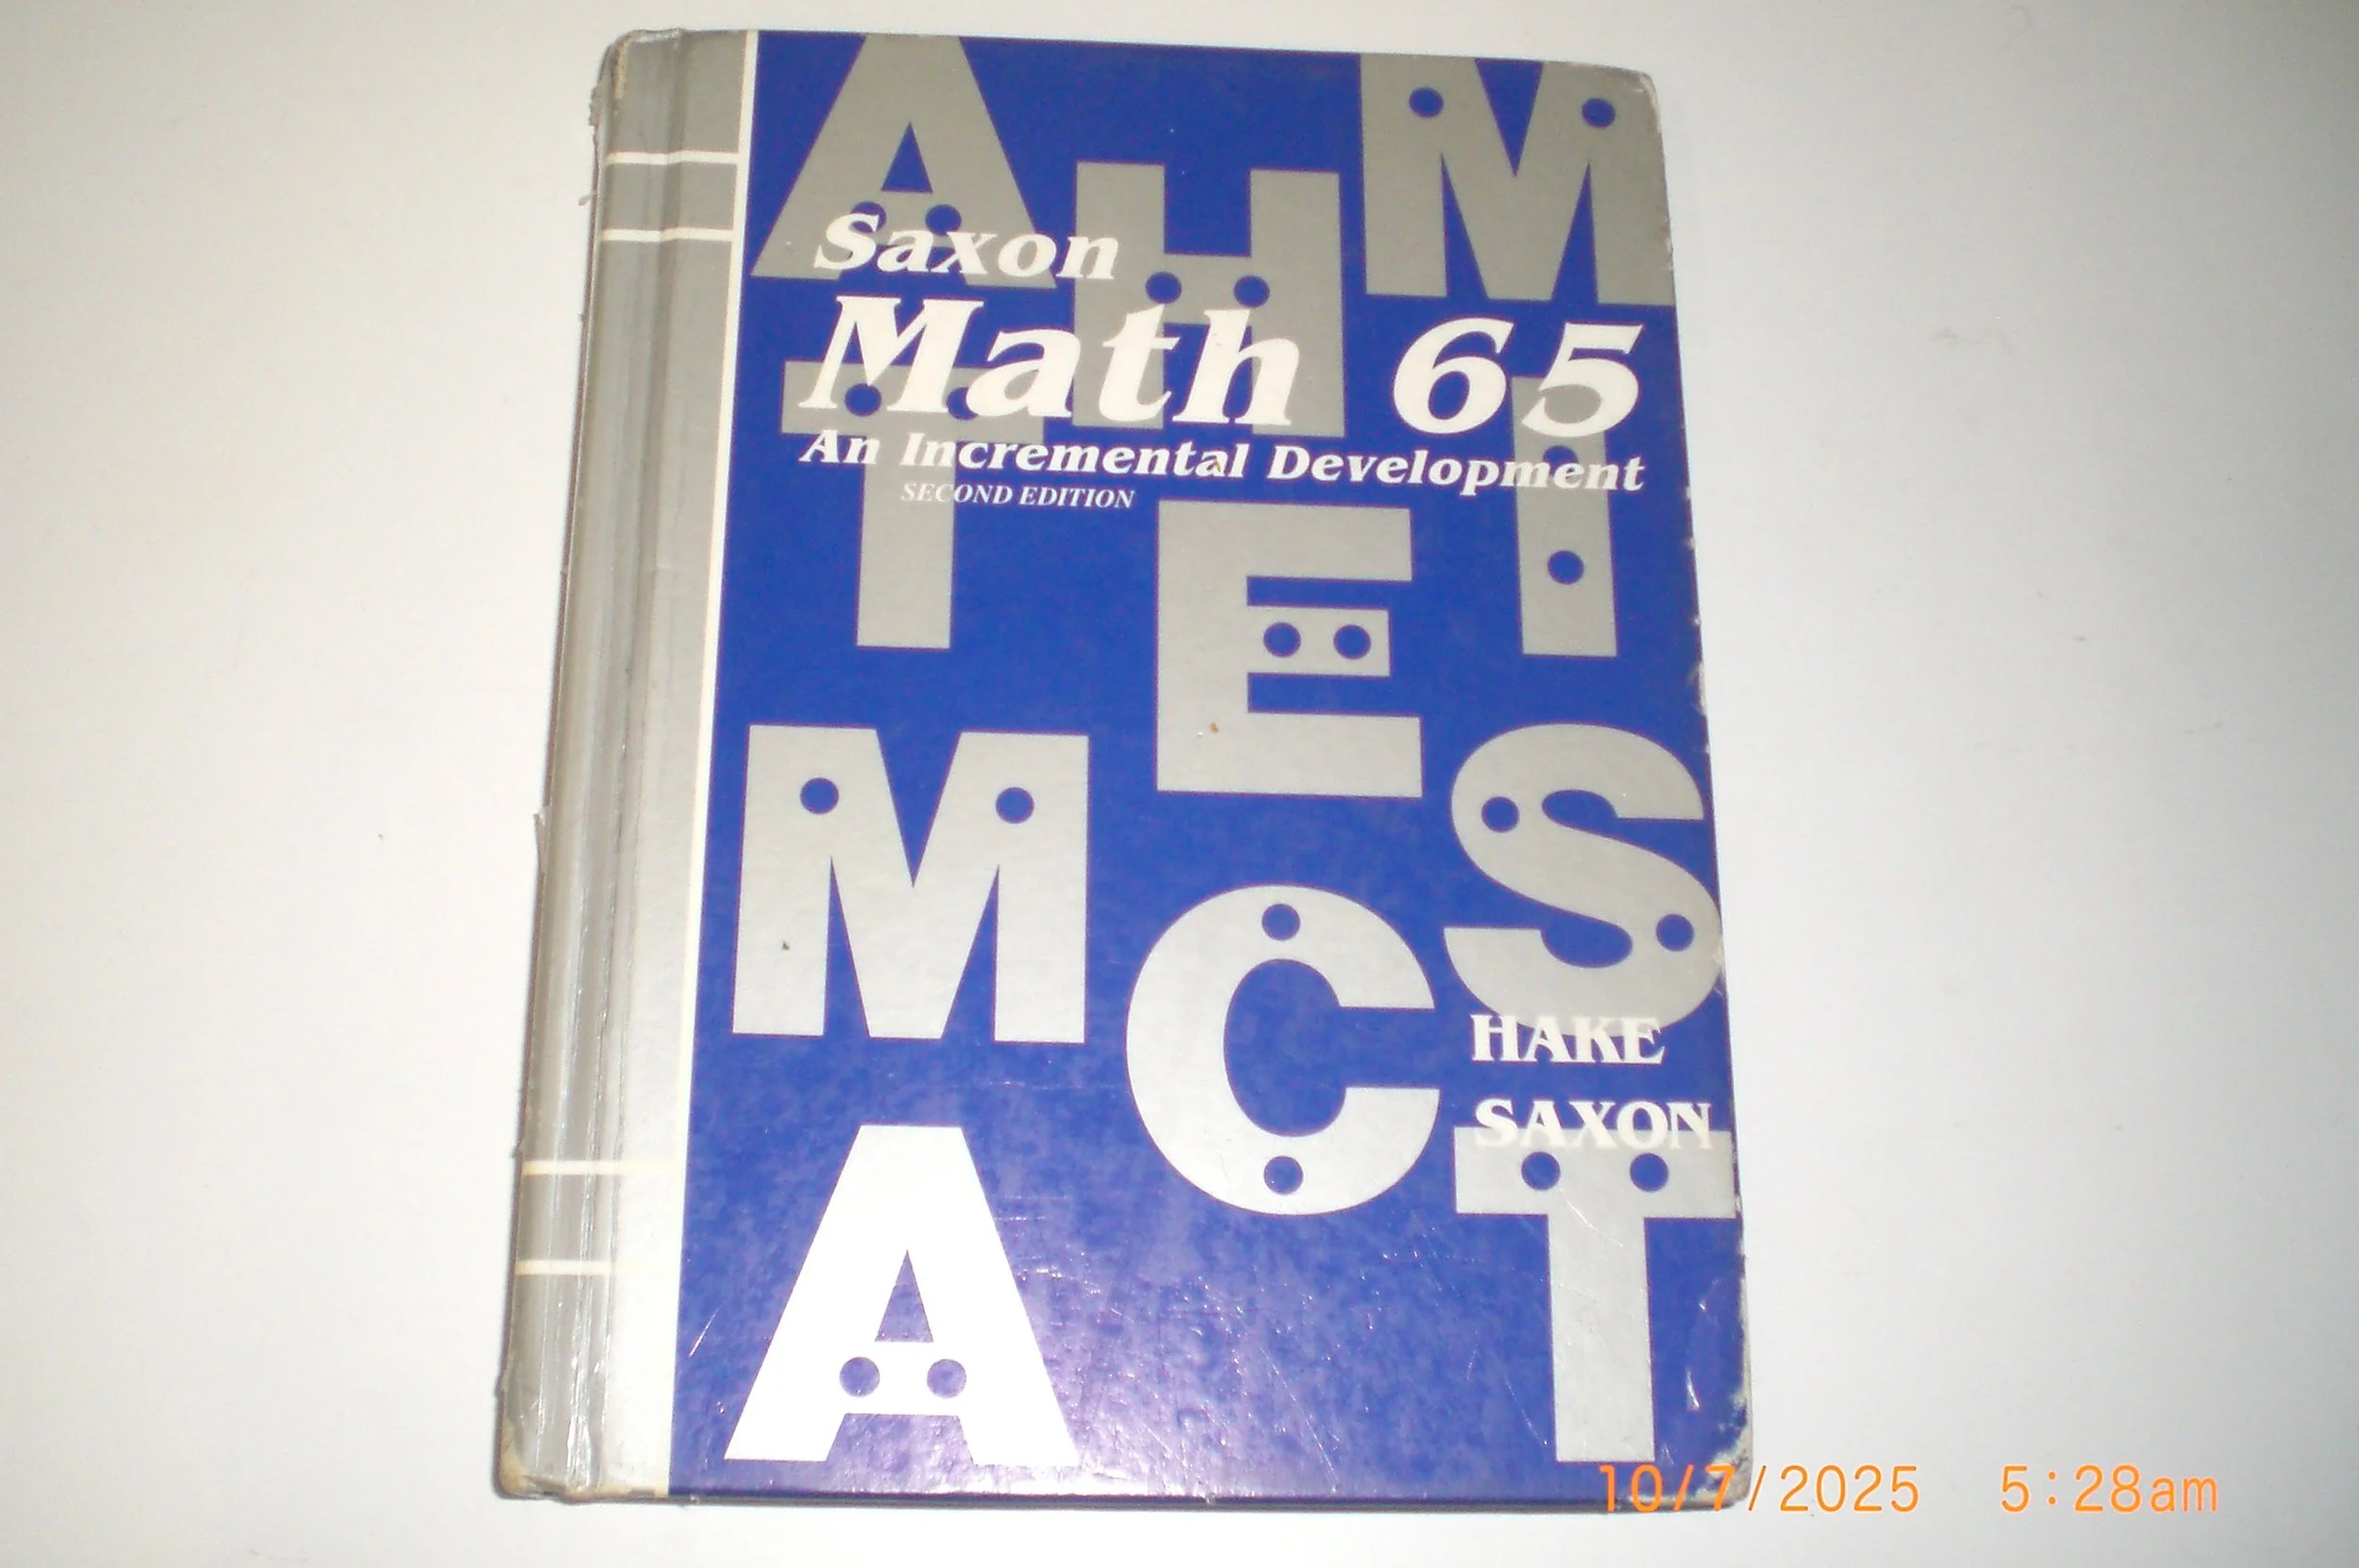 Saxon
Math 65
An Incremental Development
SECOND EDITION
A H M
T E I
M C S
A T
HAKE
SAXON
10/7/2025 5:28am